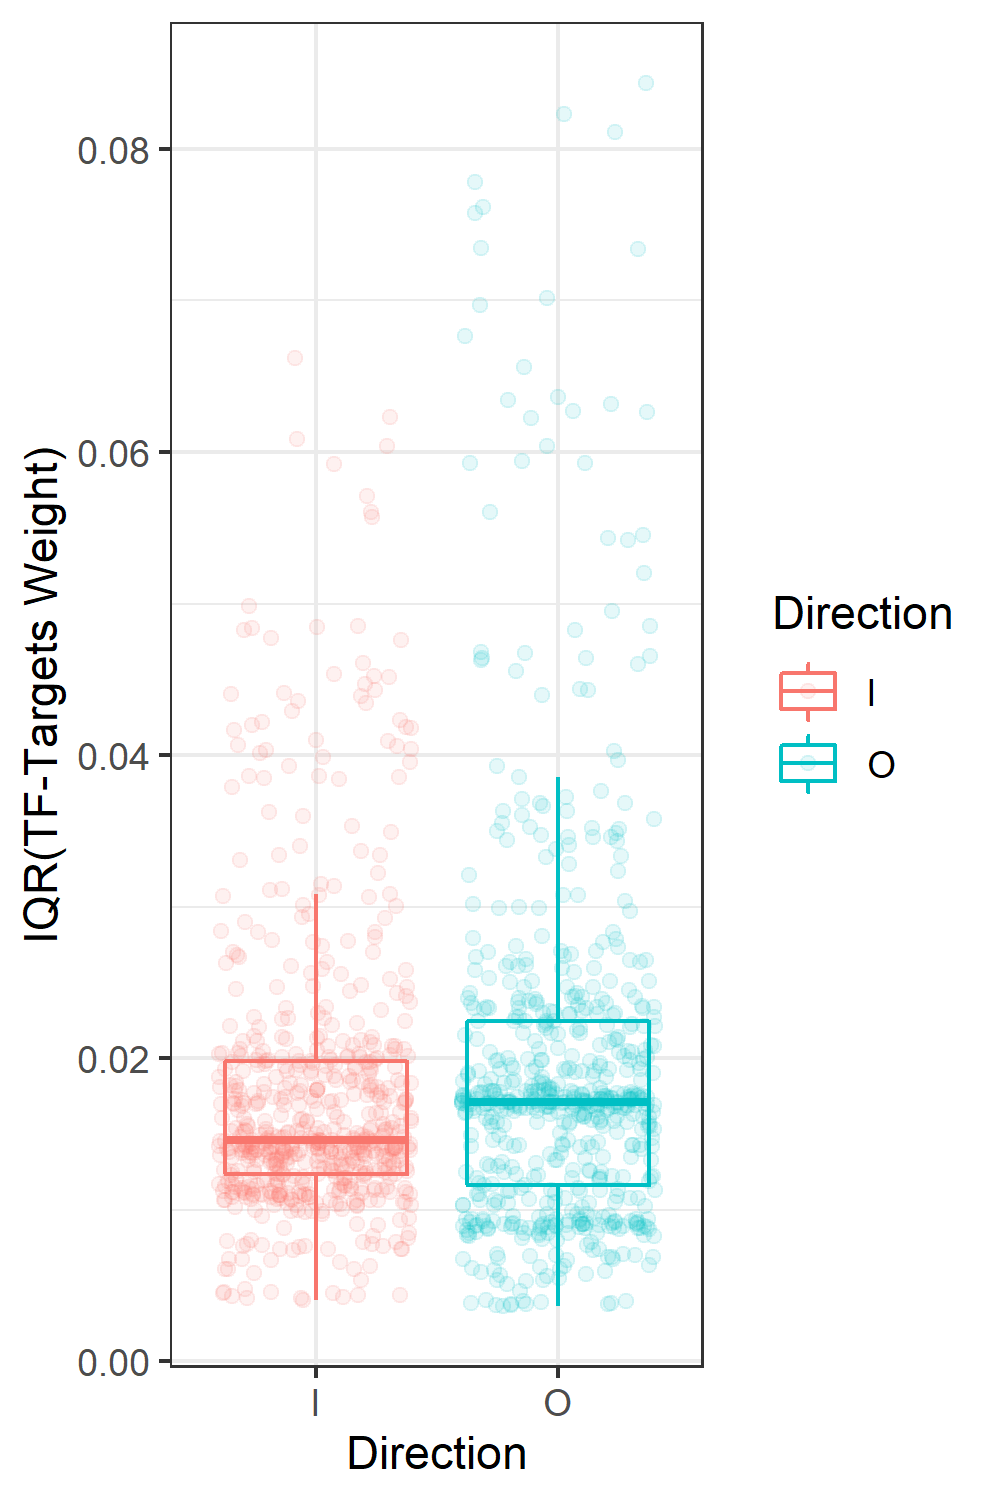 IQR(TF-Targets Weight)
0.08
0.06
0.04
0.02
0.00
I
O
Direction
Direction
I
O